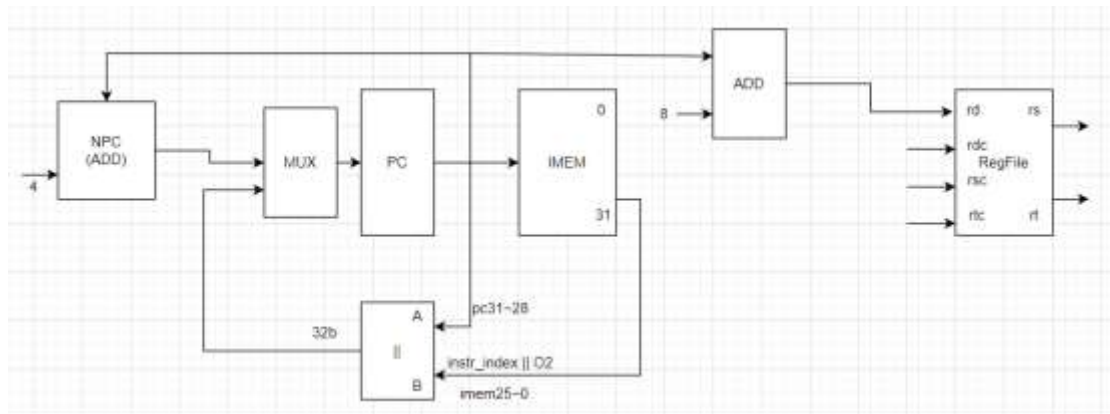 NPC
(ADD)
4
MUX
PC
0
IMEM
31
8
ADD
rd rs
rdc
RegFile
rsc
rtc rt
A
pc31~28
32b
||
instr_index || O2
B
imem25~0